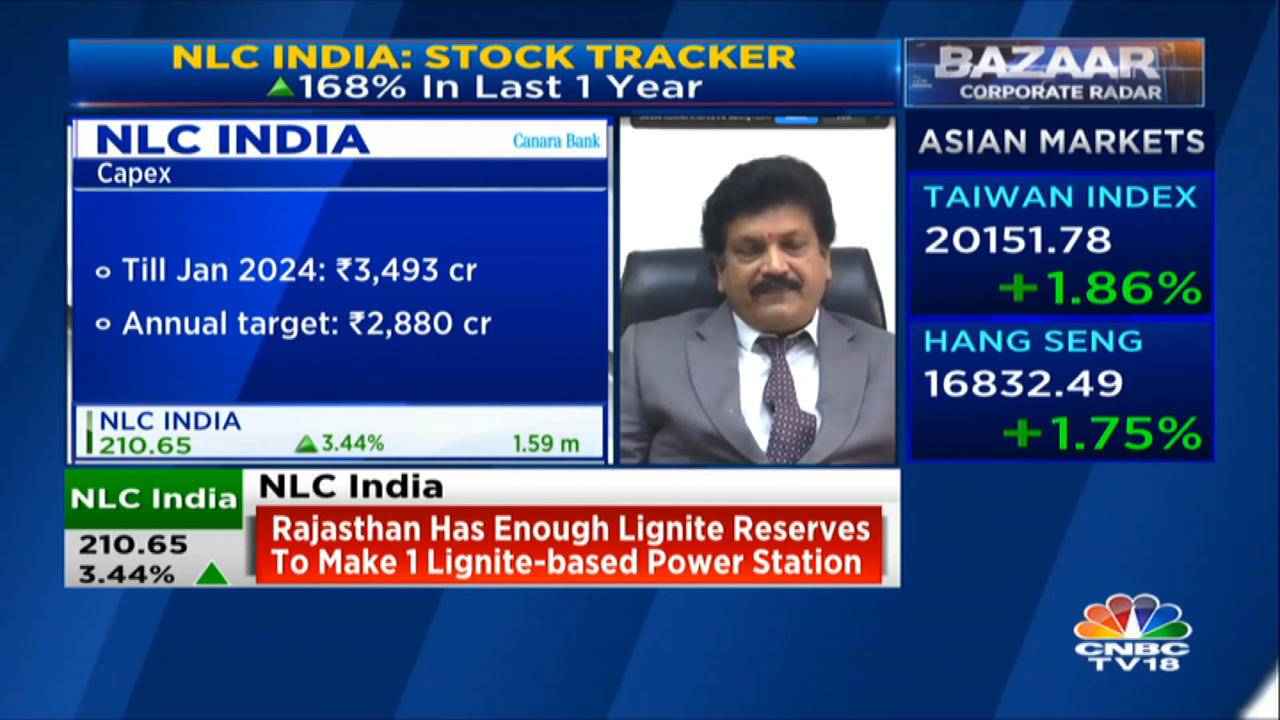 NLC INDIA: STOCK TRACKER
▲168% In Last 1 Year
BAZAAR
CORPORATE RADAR
NLC INDIA
Canara Bank
Capex
Till Jan 2024: ₹3,493 cr
Annual target: ₹2,880 cr
NLC INDIA
210.65 ▲3.44% 1.59 m
ASIAN MARKETS
TAIWAN INDEX
20151.78
+1.86%
HANG SENG
16832.49
+1.75%
NLC India
210.65
3.44% ▲
NLC India
Rajasthan Has Enough Lignite Reserves
To Make 1 Lignite-based Power Station
CNBC
TV18